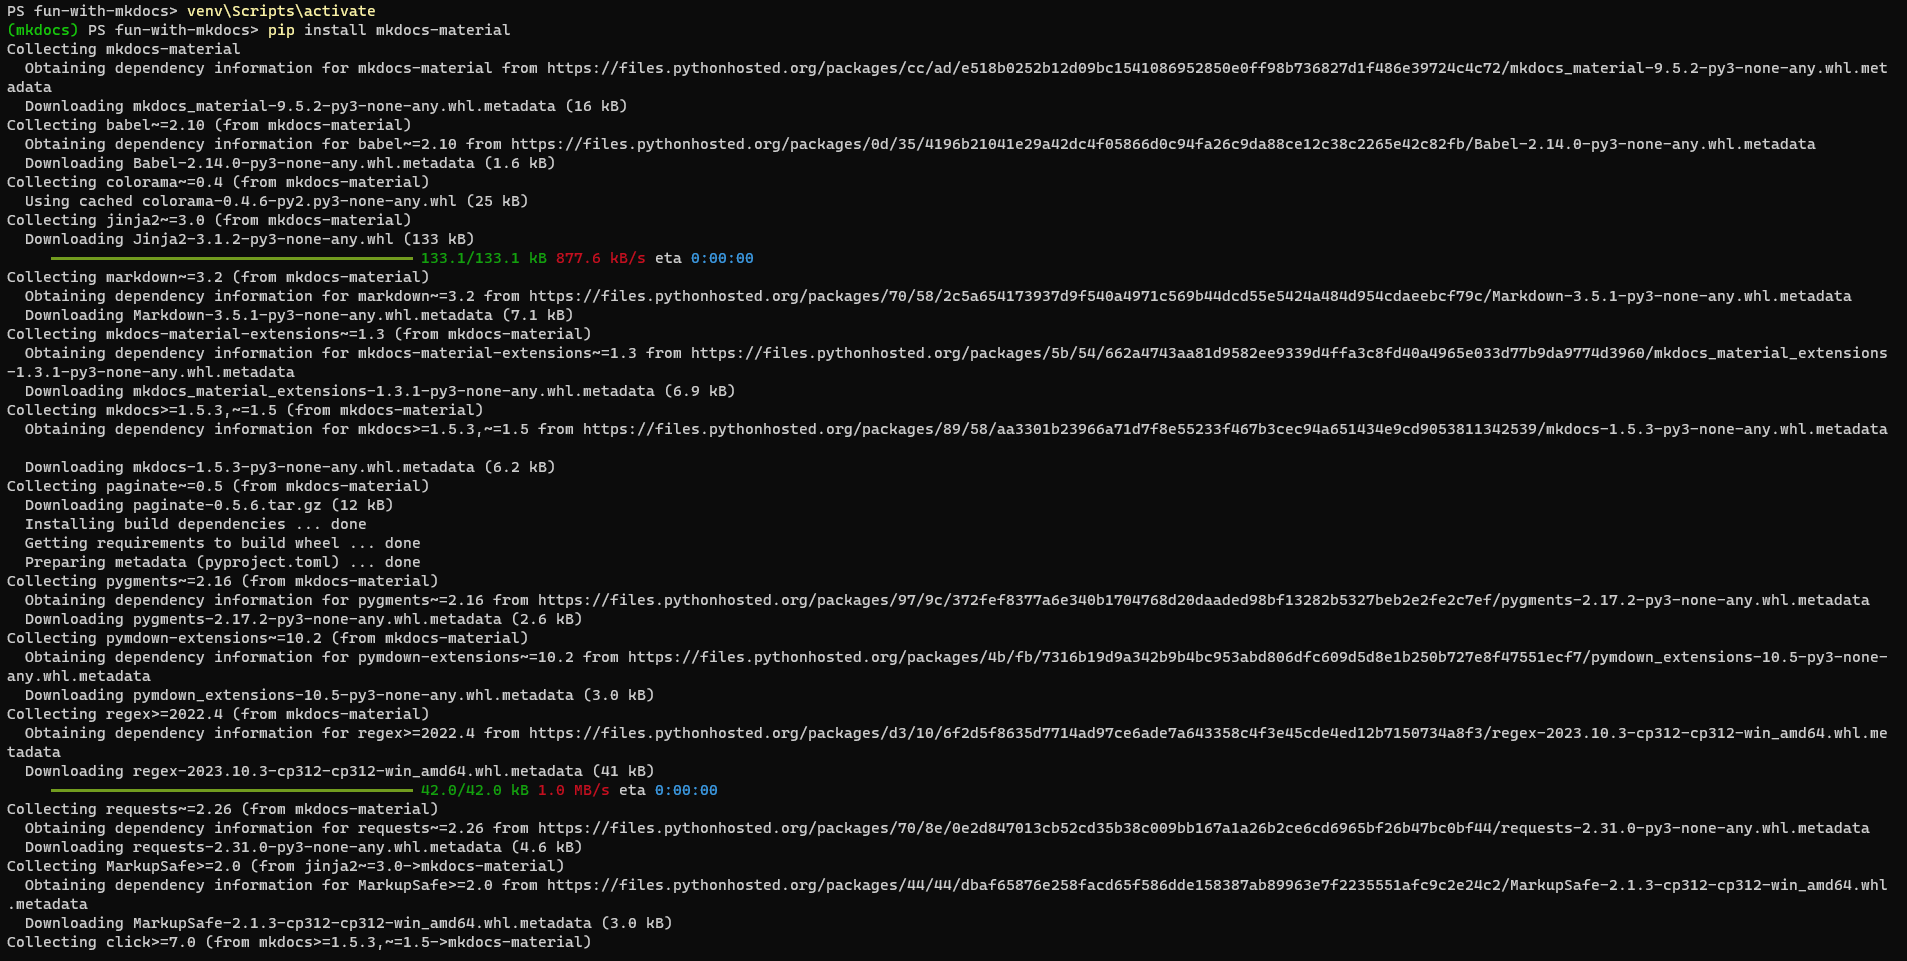 PS fun-with-mkdocs> venv\Scripts\activate
(mkdocs) PS fun-with-mkdocs> pip install mkdocs-material
Collecting mkdocs-material
  Obtaining dependency information for mkdocs-material from https://files.pythonhosted.org/packages/cc/ad/e518b0252b12d09bc1541086952850e0ff98b736827d1f486e39724c4c72/mkdocs_material-9.5.2-py3-none-any.whl.met
adata
  Downloading mkdocs_material-9.5.2-py3-none-any.whl.metadata (16 kB)
Collecting babel~=2.10 (from mkdocs-material)
  Obtaining dependency information for babel~=2.10 from https://files.pythonhosted.org/packages/0d/35/4196b21041e29a42dc4f05866d0c94fa26c9da88ce12c38c2265e42c82fb/Babel-2.14.0-py3-none-any.whl.metadata
  Downloading Babel-2.14.0-py3-none-any.whl.metadata (1.6 kB)
Collecting colorama~=0.4 (from mkdocs-material)
  Using cached colorama-0.4.6-py2.py3-none-any.whl (25 kB)
Collecting jinja2~=3.0 (from mkdocs-material)
  Downloading Jinja2-3.1.2-py3-none-any.whl (133 kB)
133.1/133.1 kB 877.6 kB/s eta 0:00:00
Collecting markdown~=3.2 (from mkdocs-material)
  Obtaining dependency information for markdown~=3.2 from https://files.pythonhosted.org/packages/70/58/2c5a654173937d9f540a4971c569b44dcd55e5424a484d954cdaeebcf79c/Markdown-3.5.1-py3-none-any.whl.metadata
  Downloading Markdown-3.5.1-py3-none-any.whl.metadata (7.1 kB)
Collecting mkdocs-material-extensions~=1.3 (from mkdocs-material)
  Obtaining dependency information for mkdocs-material-extensions~=1.3 from https://files.pythonhosted.org/packages/5b/54/662a4743aa81d9582ee9339d4ffa3c8fd40a4965e033d77b9da9774d3960/mkdocs_material_extensions
-1.3.1-py3-none-any.whl.metadata
  Downloading mkdocs_material_extensions-1.3.1-py3-none-any.whl.metadata (6.9 kB)
Collecting mkdocs>=1.5.3,~=1.5 (from mkdocs-material)
  Obtaining dependency information for mkdocs>=1.5.3,~=1.5 from https://files.pythonhosted.org/packages/89/58/aa3301b23966a71d7f8e55233f467b3cec94a651434e9cd9053811342539/mkdocs-1.5.3-py3-none-any.whl.metadata
  Downloading mkdocs-1.5.3-py3-none-any.whl.metadata (6.2 kB)
Collecting paginate~=0.5 (from mkdocs-material)
  Downloading paginate-0.5.6.tar.gz (12 kB)
  Installing build dependencies ... done
  Getting requirements to build wheel ... done
  Preparing metadata (pyproject.toml) ... done
Collecting pygments~=2.16 (from mkdocs-material)
  Obtaining dependency information for pygments~=2.16 from https://files.pythonhosted.org/packages/97/9c/372fef8377a6e340b1704768d20daaded98bf13282b5327beb2e2fe2c7ef/pygments-2.17.2-py3-none-any.whl.metadata
  Downloading pygments-2.17.2-py3-none-any.whl.metadata (2.6 kB)
Collecting pymdown-extensions~=10.2 (from mkdocs-material)
  Obtaining dependency information for pymdown-extensions~=10.2 from https://files.pythonhosted.org/packages/4b/fb/7316b19d9a342b9b4bc953abd806dfc609d5d8e1b250b727e8f47551ecf7/pymdown_extensions-10.5-py3-none-
any.whl.metadata
  Downloading pymdown_extensions-10.5-py3-none-any.whl.metadata (3.0 kB)
Collecting regex>=2022.4 (from mkdocs-material)
  Obtaining dependency information for regex>=2022.4 from https://files.pythonhosted.org/packages/d3/10/6f2d5f8635d7714ad97ce6ade7a643358c4f3e45cde4ed12b7150734a8f3/regex-2023.10.3-cp312-cp312-win_amd64.whl.me
tadata
  Downloading regex-2023.10.3-cp312-cp312-win_amd64.whl.metadata (41 kB)
42.0/42.0 kB 1.0 MB/s eta 0:00:00
Collecting requests~=2.26 (from mkdocs-material)
  Obtaining dependency information for requests~=2.26 from https://files.pythonhosted.org/packages/70/8e/0e2d847013cb52cd35b38c009bb167a1a26b2ce6cd6965bf26b47bc0bf44/requests-2.31.0-py3-none-any.whl.metadata
  Downloading requests-2.31.0-py3-none-any.whl.metadata (4.6 kB)
Collecting MarkupSafe>=2.0 (from jinja2~=3.0->mkdocs-material)
  Obtaining dependency information for MarkupSafe>=2.0 from https://files.pythonhosted.org/packages/44/44/dbaf65876e258facd65f586dde158387ab89963e7f2235551afc9c2e24c2/MarkupSafe-2.1.3-cp312-cp312-win_amd64.whl
.metadata
  Downloading MarkupSafe-2.1.3-cp312-cp312-win_amd64.whl.metadata (3.0 kB)
Collecting click>=7.0 (from mkdocs>=1.5.3,~=1.5->mkdocs-material)